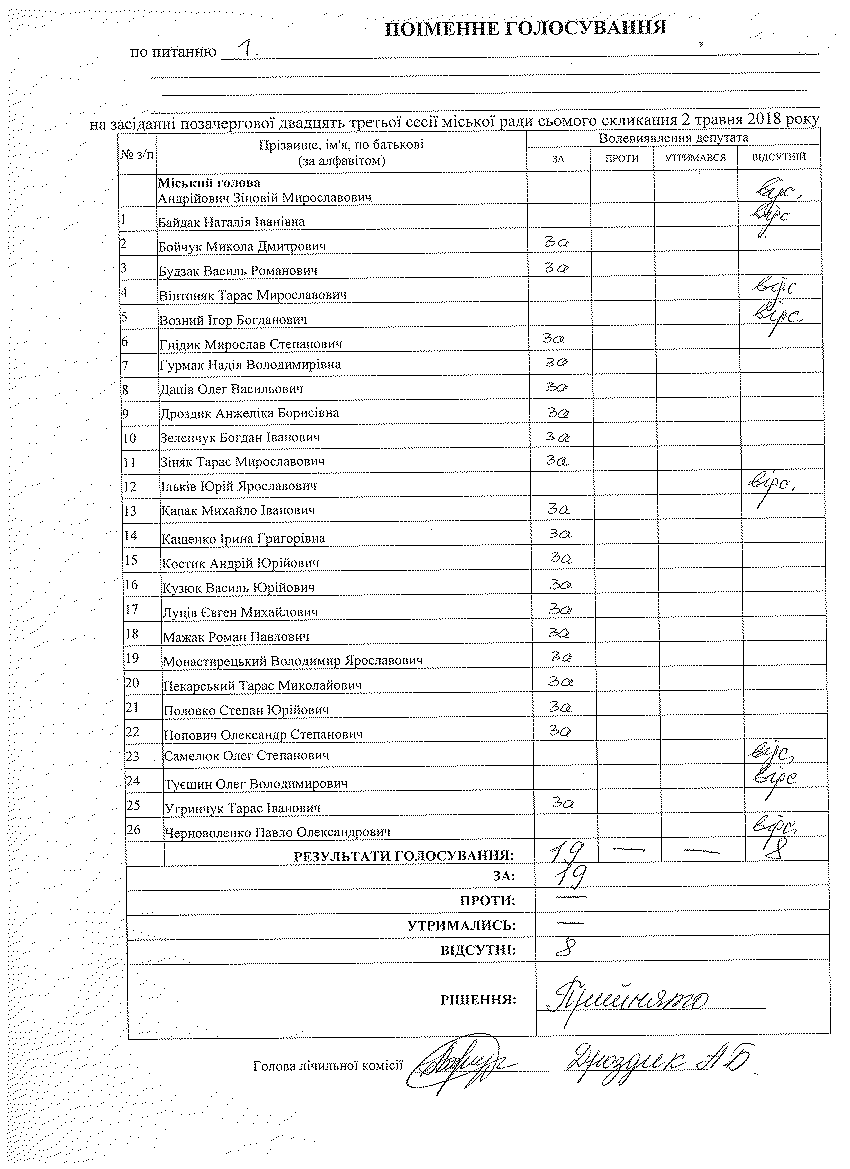 ПОІМЕННЕ ГОЛОСУВАННЯ
по питанню 1.
на засіданні позачергової двадцять третьої сесії міської ради сьомого скликання 2 травня 2018 року
№ з/п Прізвище, ім'я, по батькові (за алфавітом) Волевиявлення депутата
ЗА ПРОТИ УТРИМАВСЯ ВІДСУТНІЙ
Міський голова
Андрійович Зіновій Мирославович відс.
1 Байдак Наталія Іванівна відс
2 Бойчук Микола Дмитрович За
3 Будзак Василь Романович За
4 Вінтоняк Тарас Мирославович відс
5 Возний Ігор Богданович відс.
6 Гнідик Мирослав Степанович За
7 Гурмак Надія Володимирівна За
8 Даців Олег Васильович За
9 Дроздик Анжеліка Борисівна За
10 Зеленчук Богдан Іванович За
11 Зіняк Тарас Мирославович За
12 Ільків Юрій Ярославович відс.
13 Капак Михайло Іванович За
14 Кашенко Ірина Григорівна За
15 Костик Андрій Юрійович За
16 Кузюк Василь Юрійович За
17 Луців Євген Михайлович За
18 Мажак Роман Павлович За
19 Монастирецький Володимир Ярославович За
20 Пекарський Тарас Миколайович За
21 Половко Степан Юрійович За
22 Попович Олександр Степанович За
23 Самелюк Олег Степанович відс,
24 Туєшин Олег Володимирович відс
25 Угринчук Тарас Іванович За
26 Черноволенко Павло Олександрович відс.
РЕЗУЛЬТАТИ ГОЛОСУВАННЯ: 19 — — 8
ЗА: 19
ПРОТИ: —
УТРИМАЛИСЬ: —
ВІДСУТНІ: 8
РІШЕННЯ: Прийнято
Голова лічильної комісії Дроздик А Б